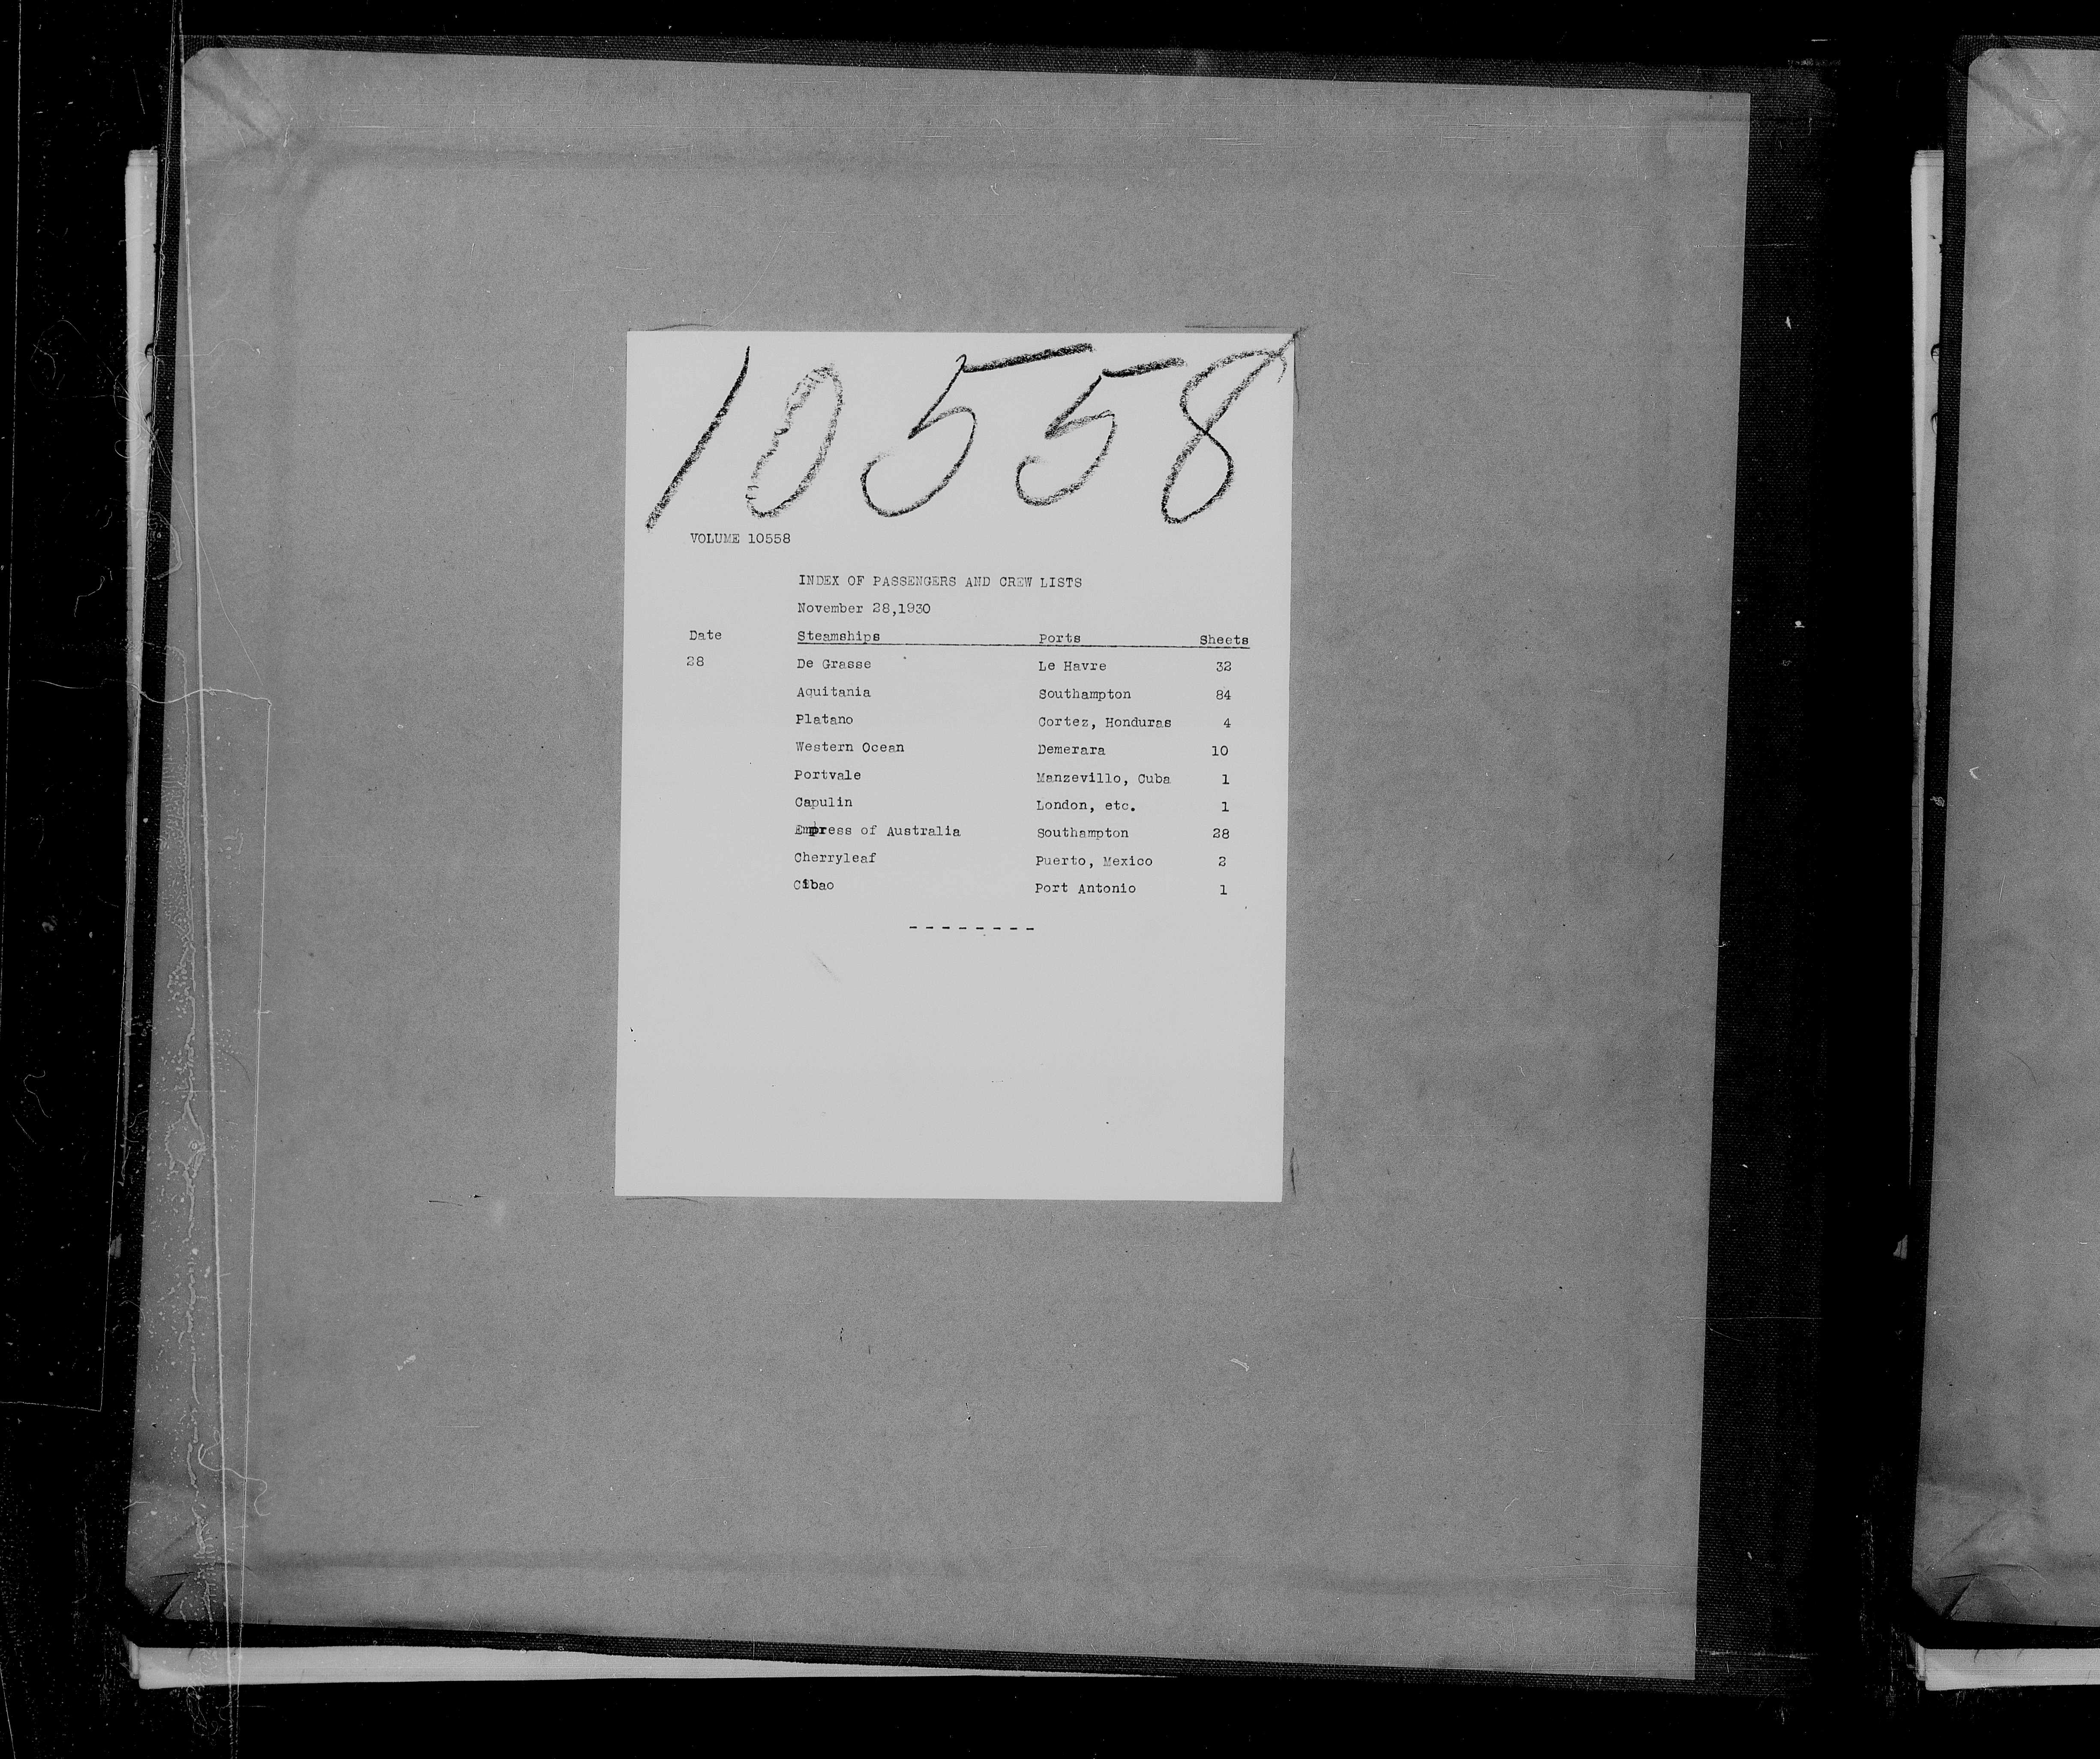 10558
VOLUME 10558
INDEX OF PASSENGERS AND CREW LISTS
November 28,1930
Date Steamships Ports Sheets
28 De Grasse Le Havre 32
Aquitania Southampton 84
Platano Cortez, Honduras 4
Western Ocean Demerara 10
Portvale Manzevillo, Cuba 1
Capulin London, etc. 1
Empress of Australia Southampton 28
Cherryleaf Puerto, Mexico 2
Cibao Port Antonio 1
--------